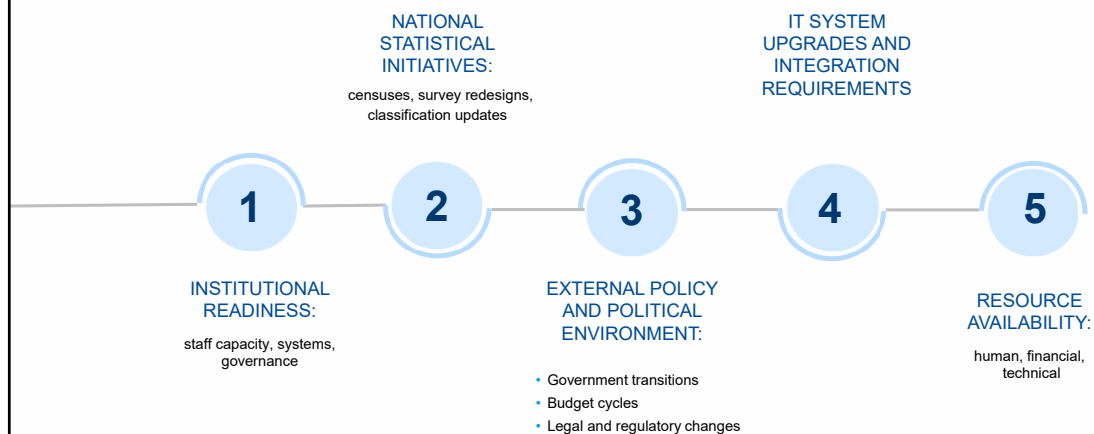 1
INSTITUTIONAL
READINESS:
staff capacity, systems,
governance
NATIONAL
STATISTICAL
INITIATIVES:
censuses, survey redesigns,
classification updates
2
3
EXTERNAL POLICY
AND POLITICAL
ENVIRONMENT:
• Government transitions
• Budget cycles
• Legal and regulatory changes
IT SYSTEM
UPGRADES AND
INTEGRATION
REQUIREMENTS
4
5
RESOURCE
AVAILABILITY:
human, financial,
technical